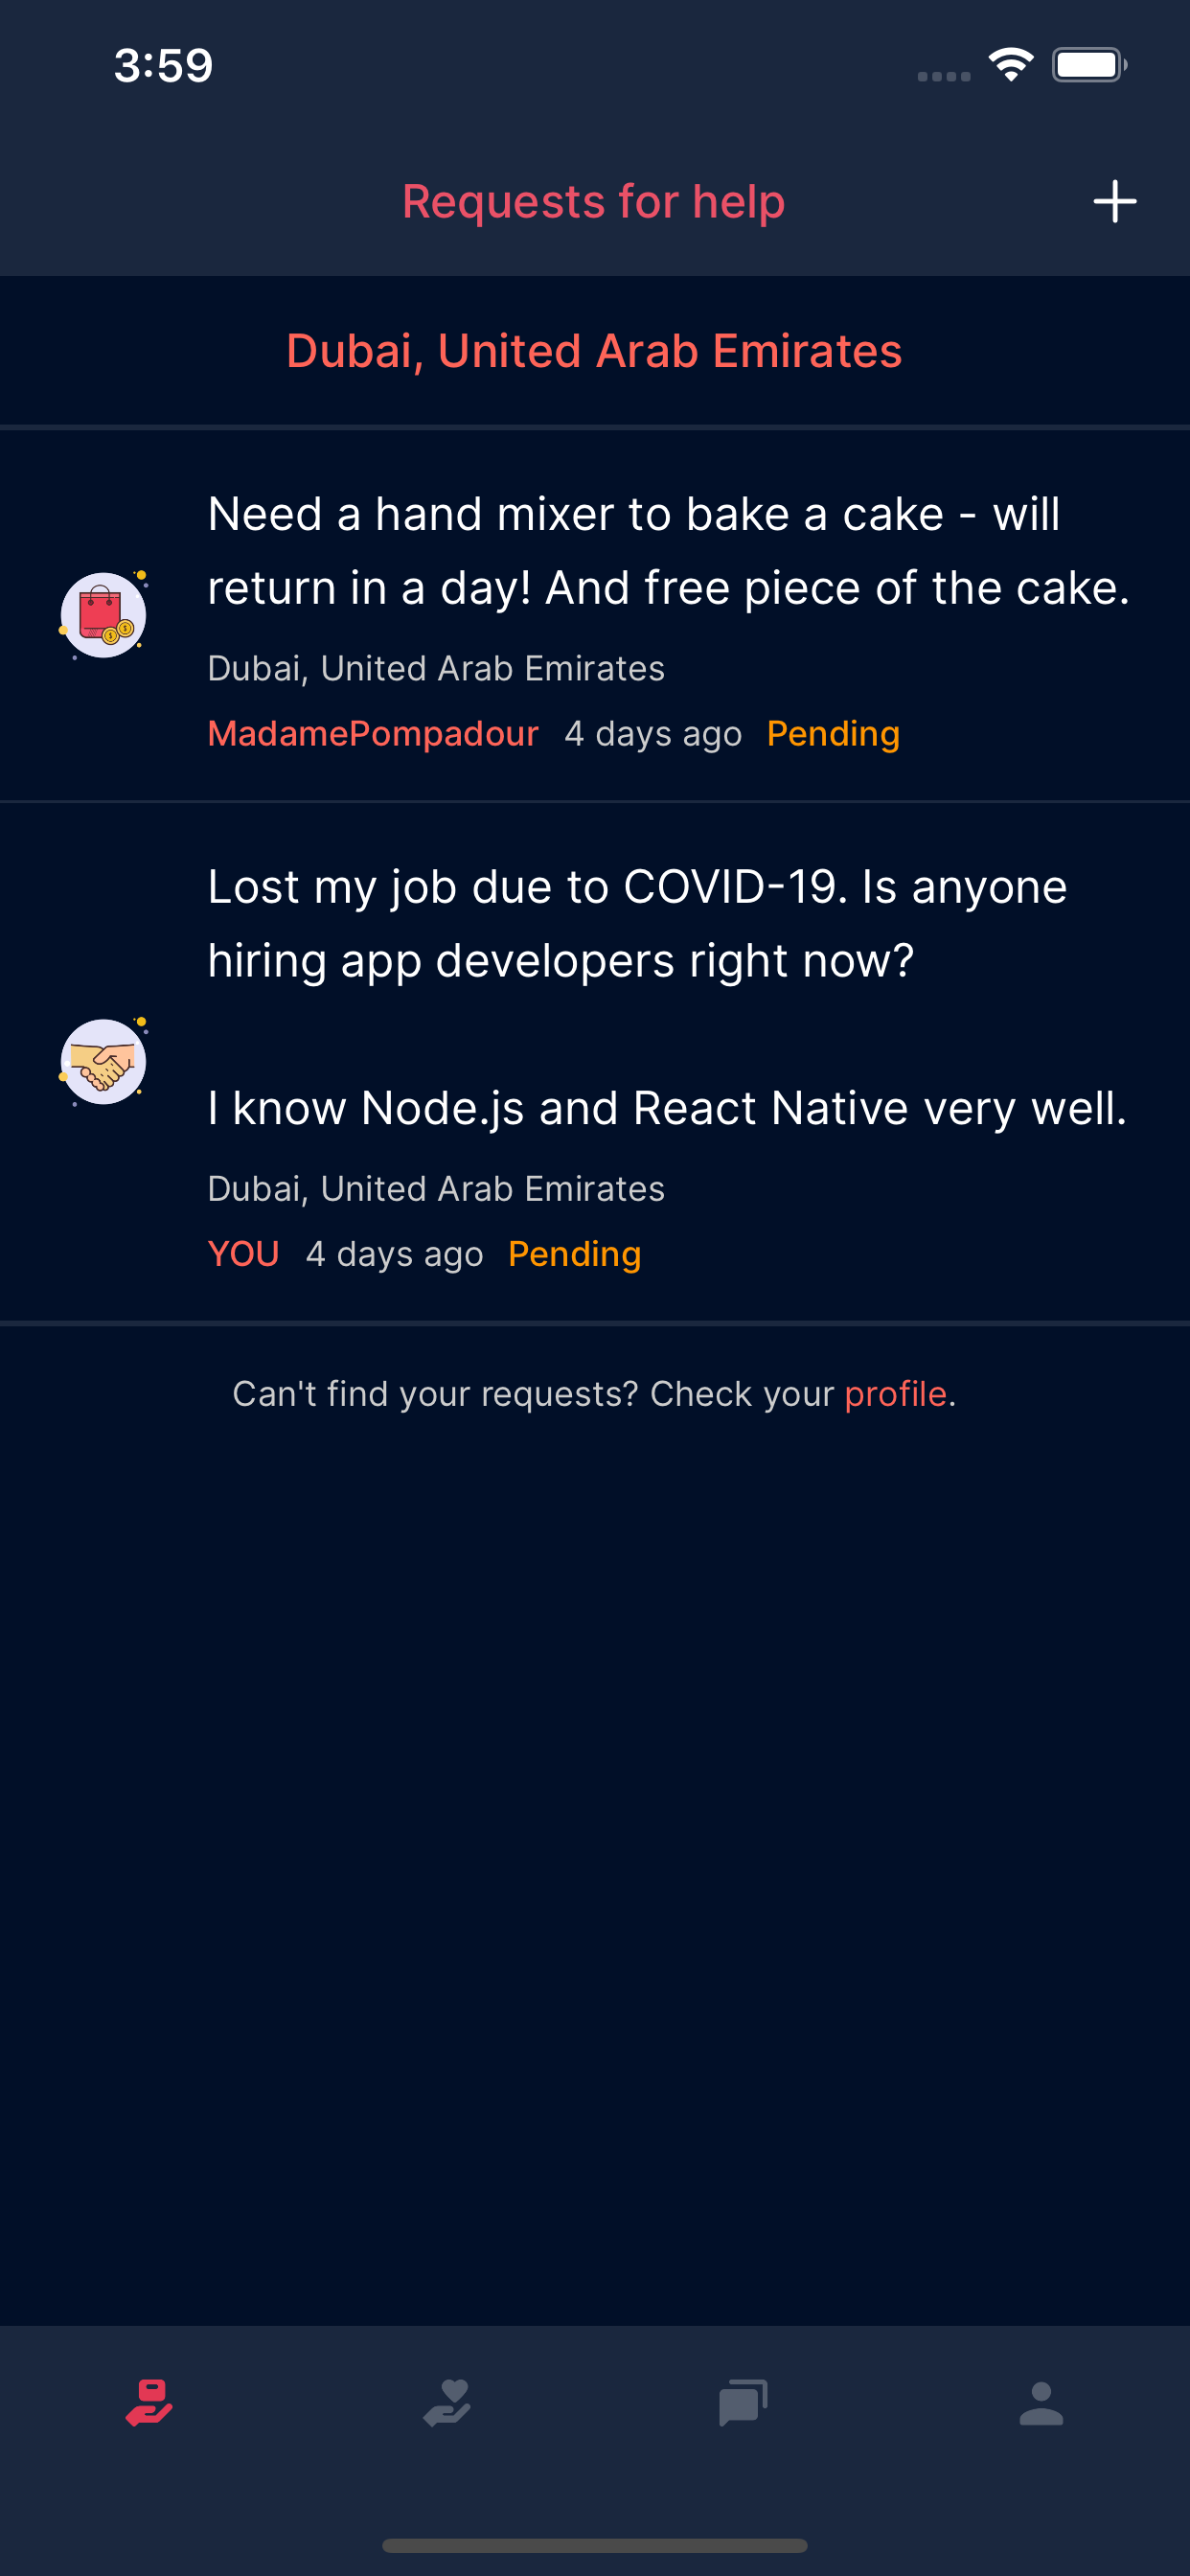 3:59
Requests for help
Dubai, United Arab Emirates
Need a hand mixer to bake a cake - will
return in a day! And free piece of the cake.
Dubai, United Arab Emirates
MadamePompadour 4 days ago Pending
Lost my job due to COVID-19. Is anyone
hiring app developers right now?
I know Node.js and React Native very well.
Dubai, United Arab Emirates
YOU 4 days ago Pending
Can't find your requests? Check your profile.